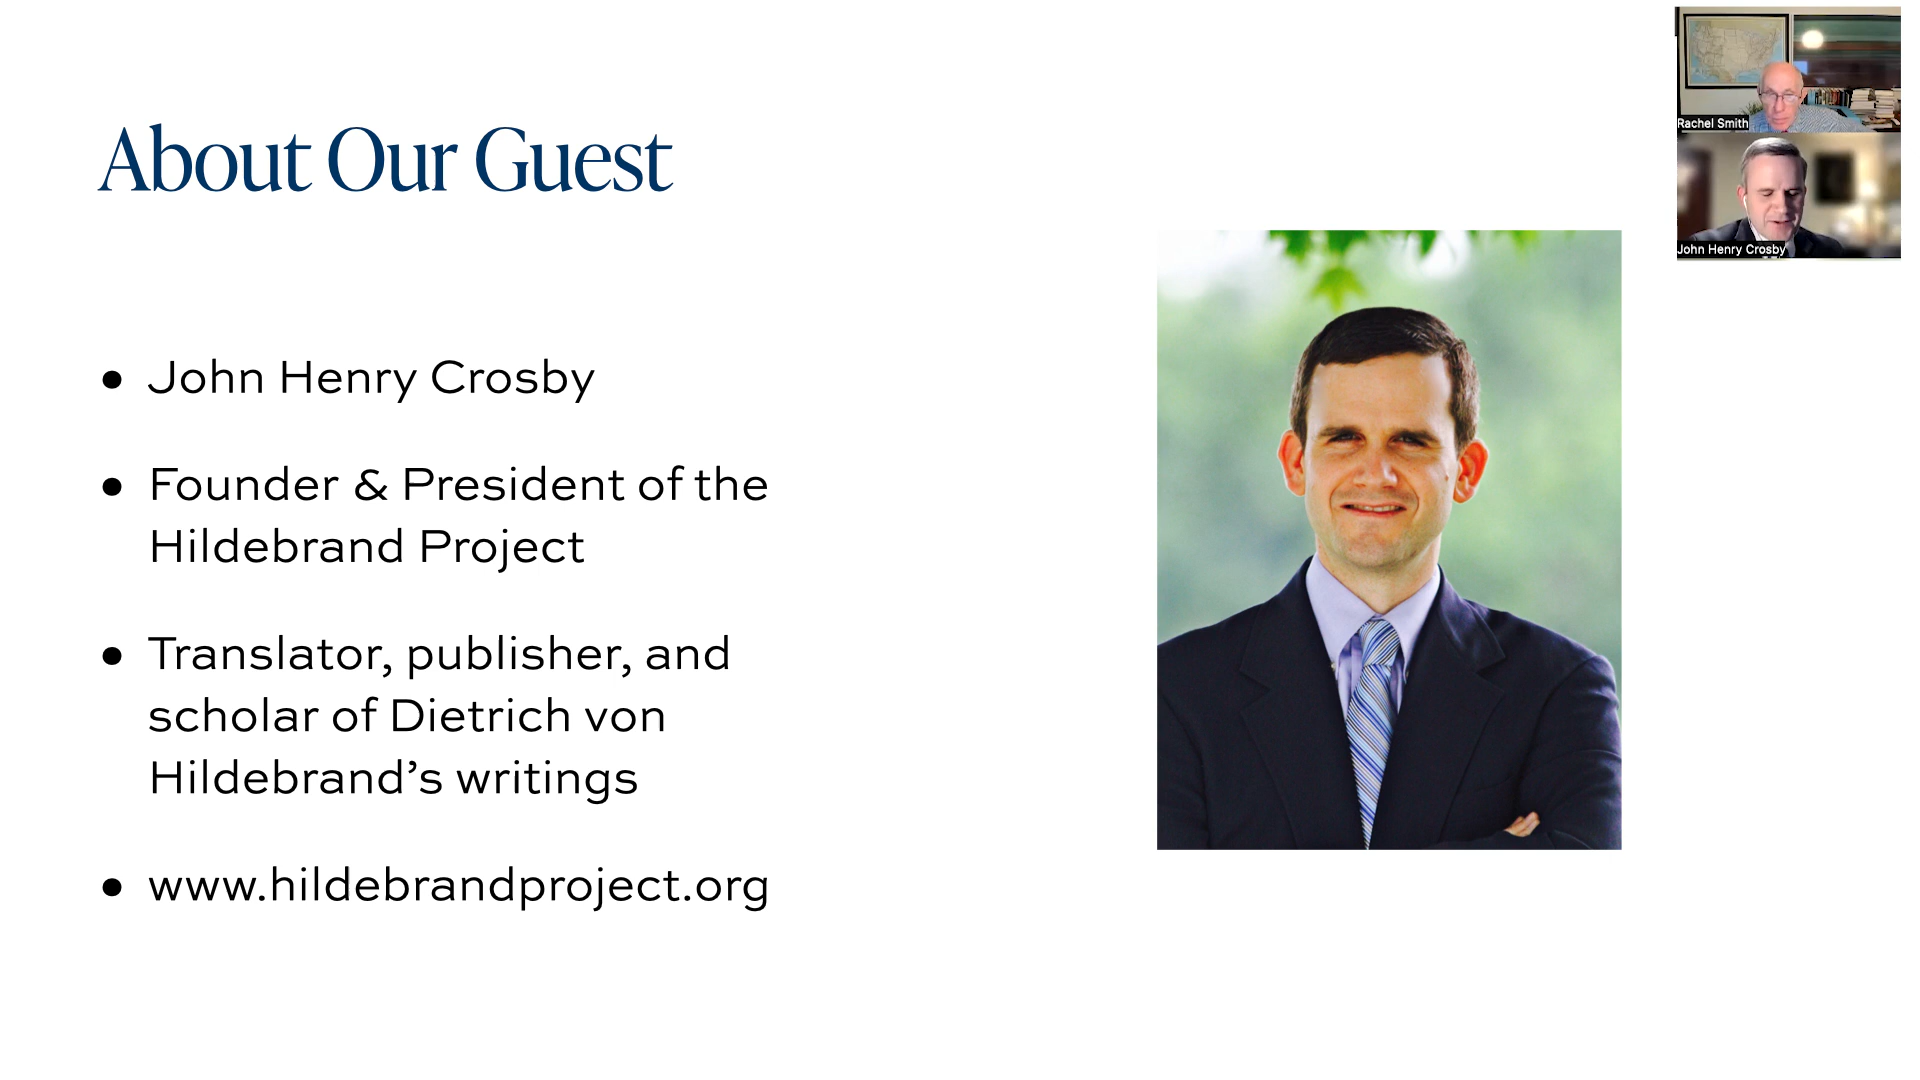 About Our Guest
• John Henry Crosby
• Founder & President of the
Hildebrand Project
• Translator, publisher, and
scholar of Dietrich von
Hildebrand’s writings
• www.hildebrandproject.org
Rachel Smith
John Henry Crosby